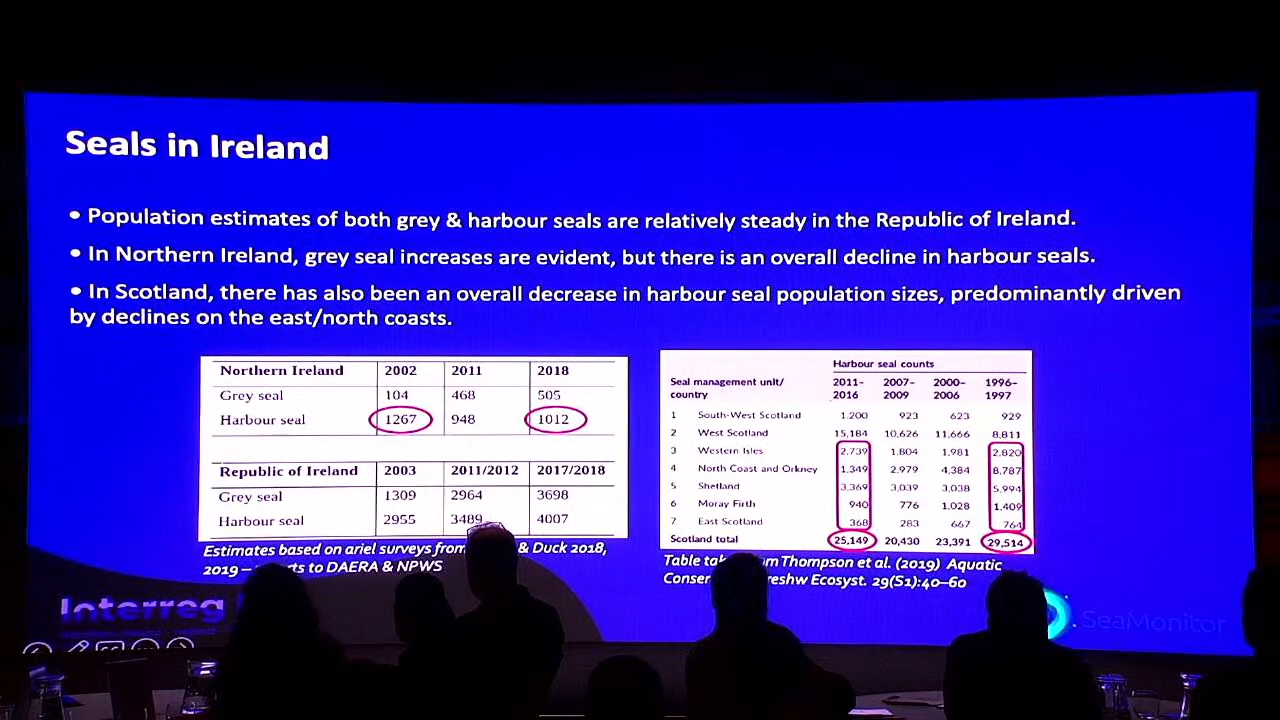 Seals in Ireland
• Population estimates of both grey & harbour seals are relatively steady in the Republic of Ireland.
• In Northern Ireland, grey seal increases are evident, but there is an overall decline in harbour seals.
• In Scotland, there has also been an overall decrease in harbour seal population sizes, predominantly driven
by declines on the east/north coasts.
Northern Ireland 2002 2011 2018
Grey seal 104 468 505
Harbour seal 1267 948 1012
Republic of Ireland 2003 2011/2012 2017/2018
Grey seal 1309 2964 3698
Harbour seal 2955 3489 4007
Estimates based on ariel surveys from & Duck 2018,
2019 – to DAERA & NPWS
Harbour seal counts
Seal management unit/
country
2011–
2016
2007–
2009
2000–
2006
1996–
1997
1 South-West Scotland 1,200 923 623 929
2 West Scotland 15,184 10,626 11,666 8,811
3 Western Isles 2,739 1,804 1,981 2,820
4 North Coast and Orkney 1,349 2,979 4,384 8,787
5 Shetland 3,369 3,039 3,038 5,994
6 Moray Firth 940 776 1,028 1,409
7 East Scotland 368 283 667 764
Scotland total 25,149 20,430 23,391 29,514
Table Thompson et al. (2019) Aquatic
Ecosyst. 29(S1):40–60
Interreg
SeaMonitor